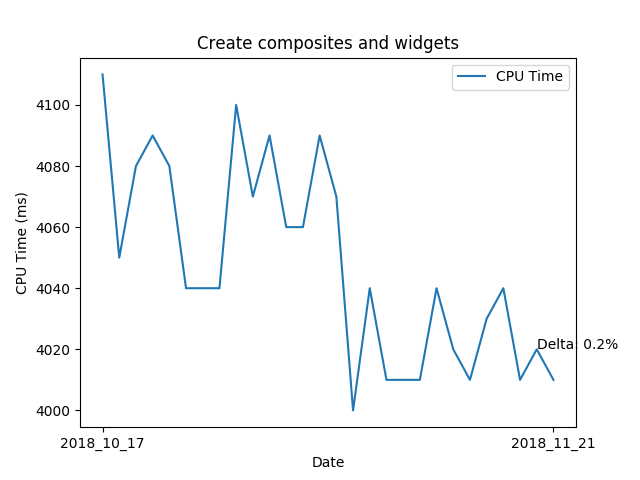 Create composites and widgets
CPU Time
4100
4080
4060
4040
4020
4000
CPU Time (ms)
Delta: 0.2%
2018_10_17
2018_11_21
Date